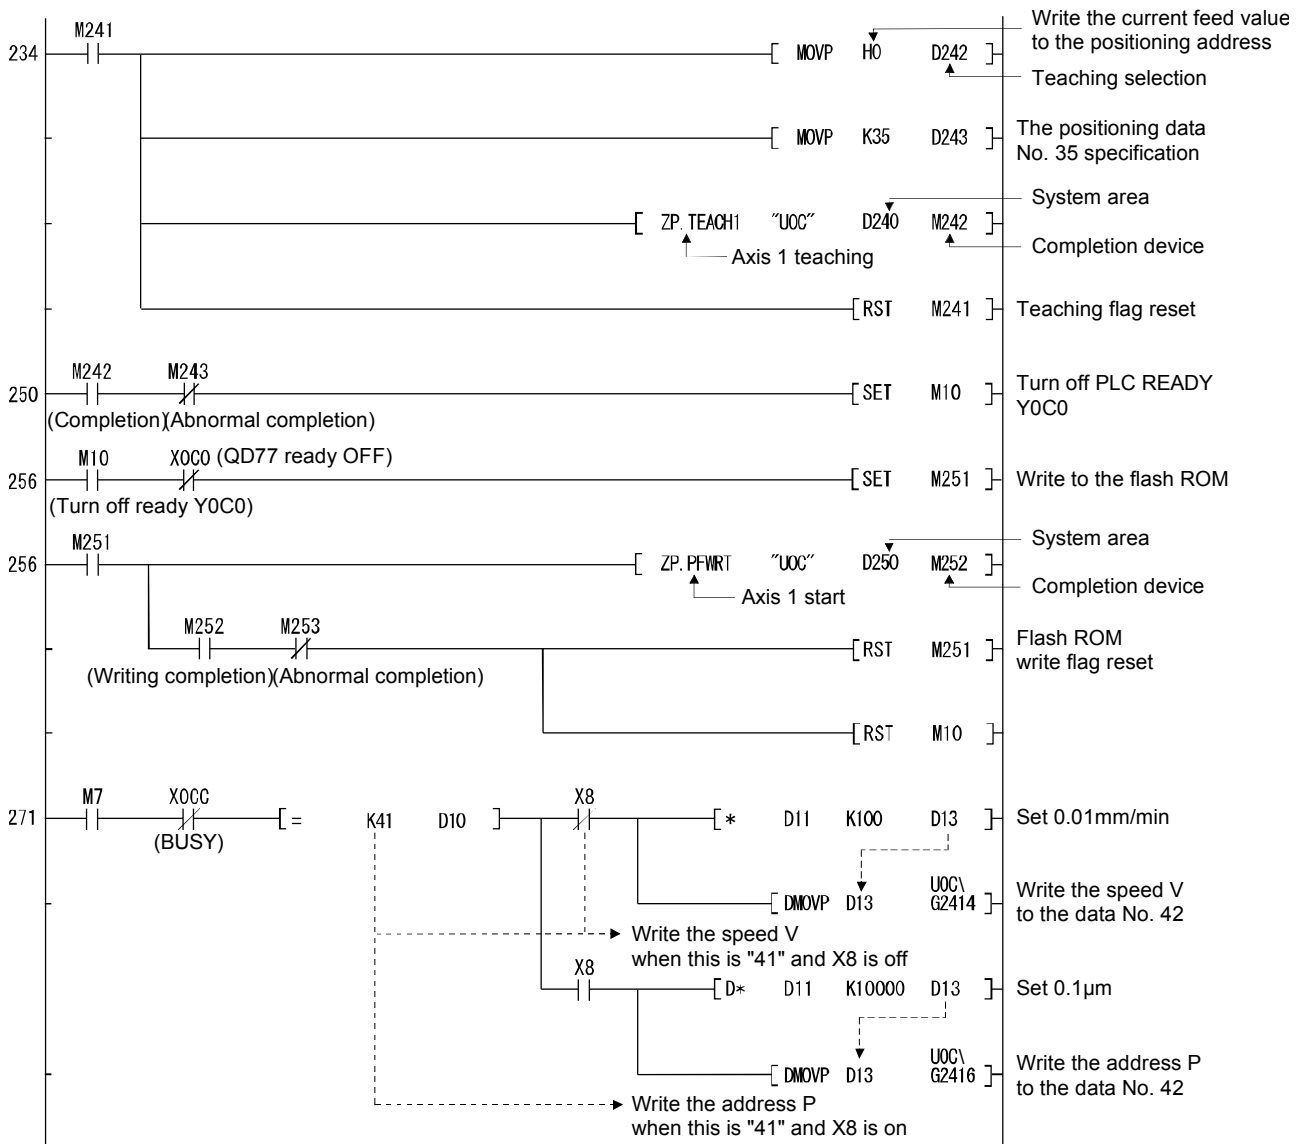 Write the current feed value
to the positioning address
M241
234
[ MOVP H0 D242 ]
Teaching selection
[ MOVP K35 D243 ]
The positioning data
No. 35 specification
System area
[ ZP.TEACH1 "U0C" D240 M242 ]
Axis 1 teaching
Completion device
[ RST M241 ]
Teaching flag reset
M242 M243
250
[ SET M10 ]
Turn off PLC READY
Y0C0
(Completion)(Abnormal completion)
M10 X0C0 (QD77 ready OFF)
256
[ SET M251 ]
Write to the flash ROM
(Turn off ready Y0C0)
M251
System area
256
[ ZP.PFWRT "U0C" D250 M252 ]
Axis 1 start
Completion device
M252 M253
[ RST M251 ]
Flash ROM
write flag reset
(Writing completion)(Abnormal completion)
[ RST M10 ]
M7 X0CC X8
271
[= K41 D10 ]
[* D11 K100 D13 ]
Set 0.01mm/min
(BUSY)
[ DMOVP D13 U0C\
G2414 ]
Write the speed V
to the data No. 42
Write the speed V
when this is "41" and X8 is off
X8
[ D* D11 K10000 D13 ]
Set 0.1µm
[ DMOVP D13 U0C\
G2416 ]
Write the address P
to the data No. 42
Write the address P
when this is "41" and X8 is on